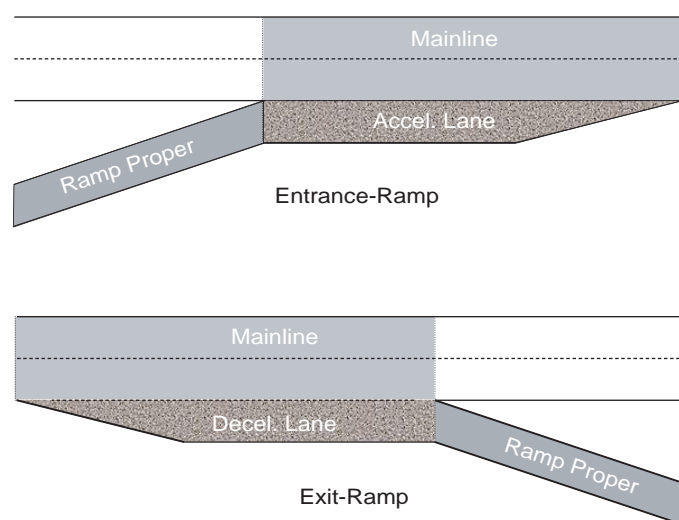 Mainline
Accel. Lane
Ramp Proper
Entrance-Ramp
Mainline
Decel. Lane
Ramp Proper
Exit-Ramp